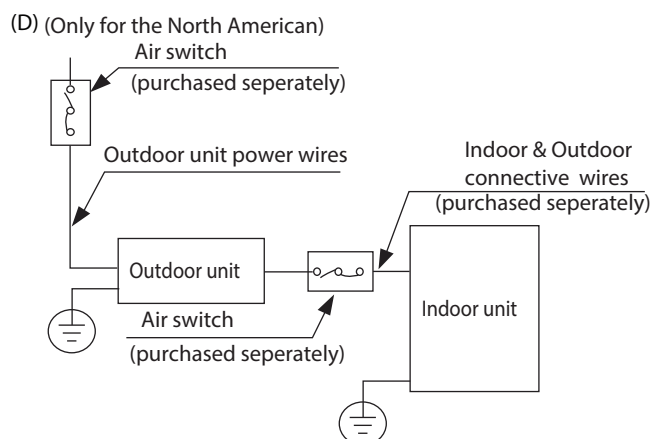 (D) (Only for the North American)
Air switch
(purchased seperately)
Outdoor unit power wires
Indoor & Outdoor
connective wires
(purchased seperately)
Outdoor unit
Indoor unit
Air switch
(purchased seperately)